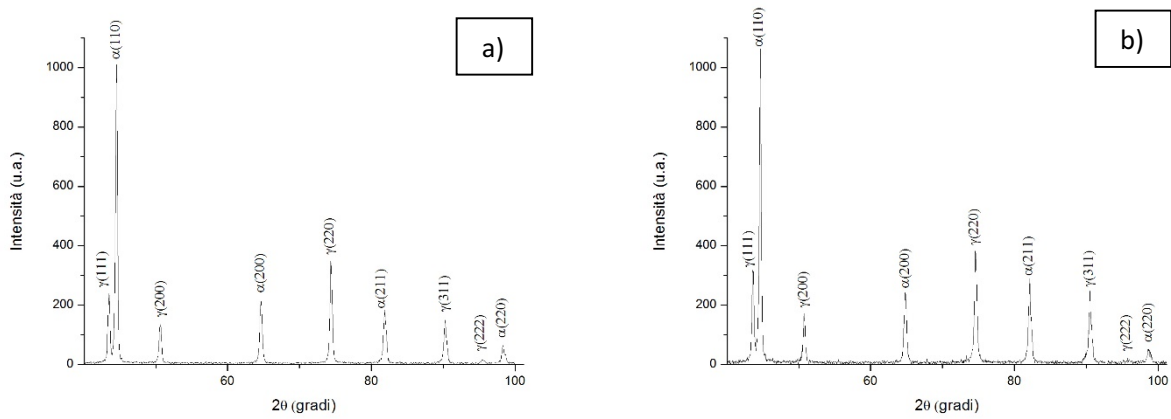 a)
Intensità (u.a.)
1000
800
600
400
200
0
γ(111)
α(110)
γ(200)
α(200)
γ(220)
α(211)
γ(311)
γ(222)
α(220)
60
80
100
2θ (gradi)
b)
Intensità (u.a.)
1000
800
600
400
200
0
γ(111)
α(110)
γ(200)
α(200)
γ(220)
α(211)
γ(311)
γ(222)
α(220)
60
80
100
2θ (gradi)